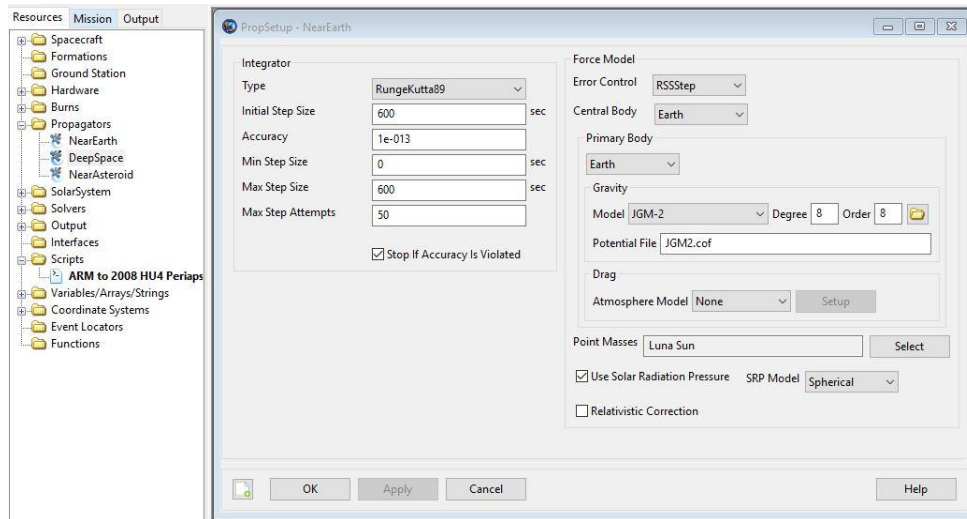 Resources Mission Output
Spacecraft
Formations
Ground Station
Hardware
Burns
Propagators
NearEarth
DeepSpace
NearAsteroid
SolarSystem
Solvers
Output
Interfaces
Scripts
ARM to 2008 HU4 Periaps
Variables/Arrays/Strings
Coordinate Systems
Event Locators
Functions
PropSetup - NearEarth
Integrator
Type RungeKutta89
Initial Step Size 600 sec
Accuracy 1e-013
Min Step Size 0 sec
Max Step Size 600 sec
Max Step Attempts 50
Stop If Accuracy Is Violated
Force Model
Error Control RSSStep
Central Body Earth
Primary Body
Earth
Gravity
Model JGM-2 Degree 8 Order 8
Potential File JGM2.cof
Drag
Atmosphere Model None Setup
Point Masses Luna Sun Select
Use Solar Radiation Pressure SRP Model Spherical
Relativistic Correction
OK Apply Cancel Help